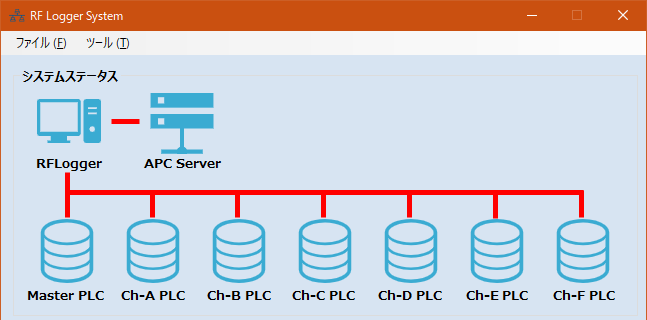 RF Logger System
ファイル (F) ツール (T)
システムステータス
RFLogger APC Server
Master PLC Ch-A PLC Ch-B PLC Ch-C PLC Ch-D PLC Ch-E PLC Ch-F PLC